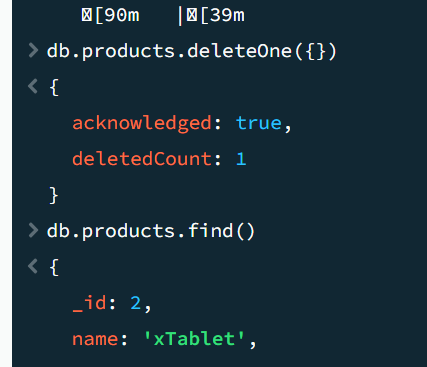 �[90m |�[39m
> db.products.deleteOne({})
< {
acknowledged: true,
deletedCount: 1
}
> db.products.find()
< {
_id: 2,
name: 'xTablet',